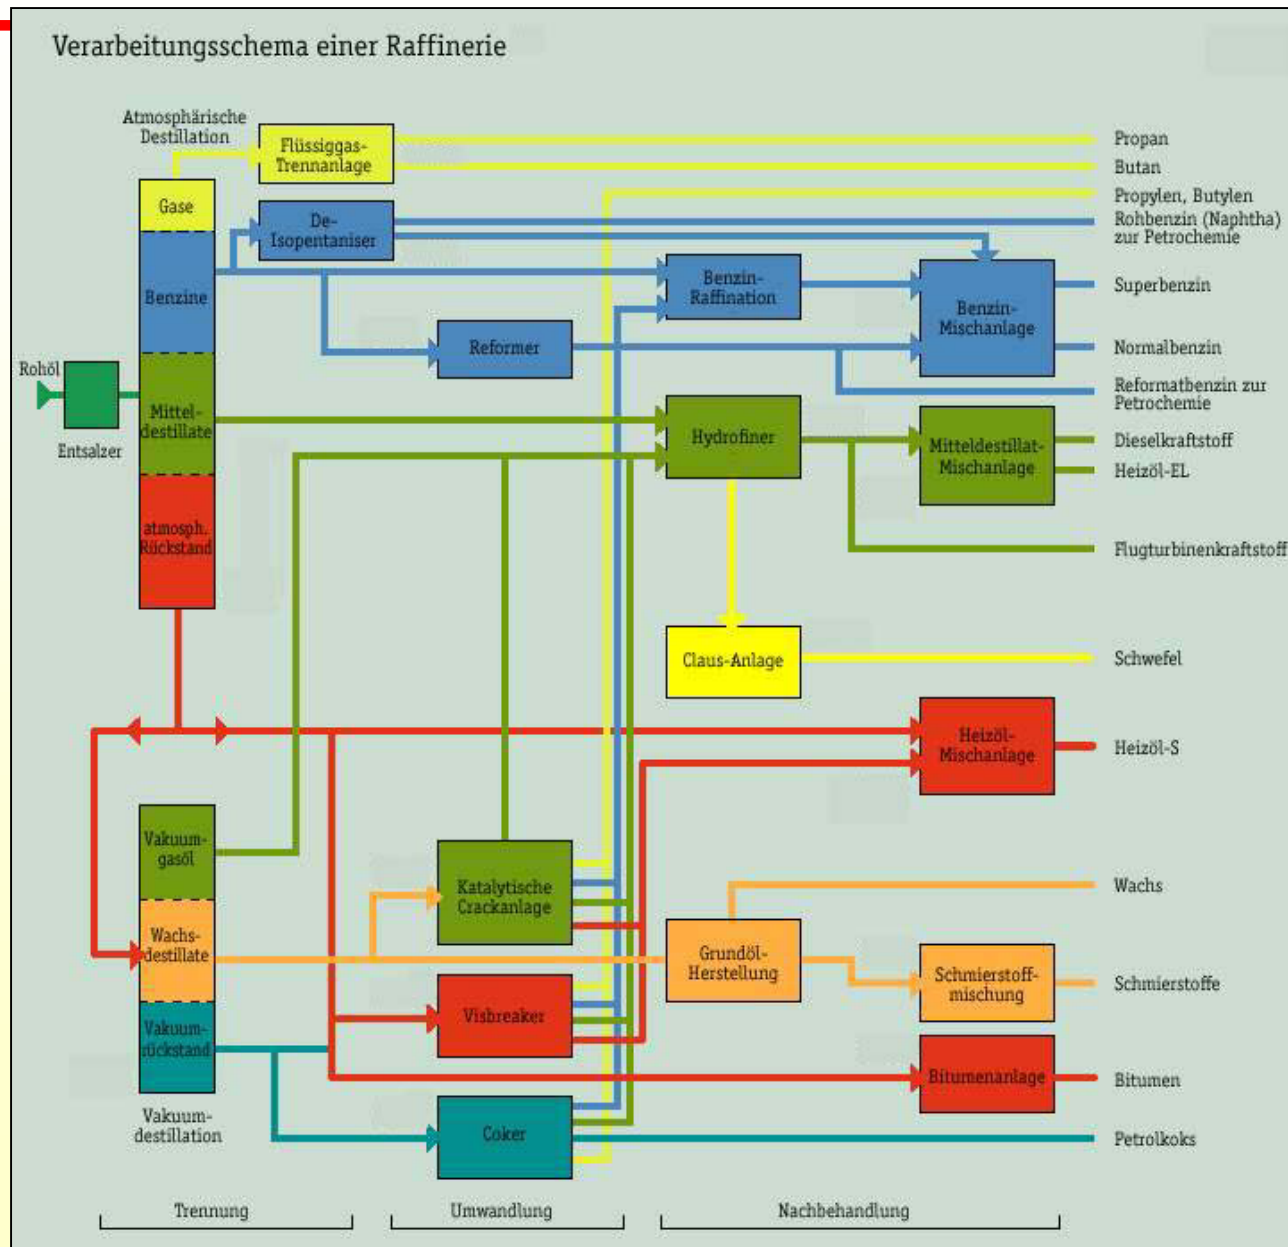 Verarbeitungsschema einer Raffinerie
Atmosphärische
Destillation
Flüssiggas-
Trennanlage
Propan
Butan
Propylen, Butylen
Gase
De-
Isopentaniser
Rohbenzin (Naphtha)
zur Petrochemie
Benzine
Benzin-
Raffination
Benzin-
Mischanlage
Superbenzin
Reformer
Normalbenzin
Rohöl
Entsalzer
Reformatbenzin zur
Petrochemie
Mittel-
destillate
Hydrofiner
Mitteldestillat-
Mischanlage
Dieselkraftstoff
Heizöl-EL
atmosph.
Rückstand
Flugturbinenkraftstoff
Claus-Anlage
Schwefel
Heizöl-
Mischanlage
Heizöl-S
Vakuum-
gasöl
Katalytische
Crackanlage
Wachs
Wachs-
destillate
Grundöl-
Herstellung
Schmierstoff-
mischung
Schmierstoffe
Visbreaker
Vakuum-
rückstand
Bitumenanlage
Bitumen
Vakuum-
destillation
Coker
Petrolkoks
Trennung
Umwandlung
Nachbehandlung